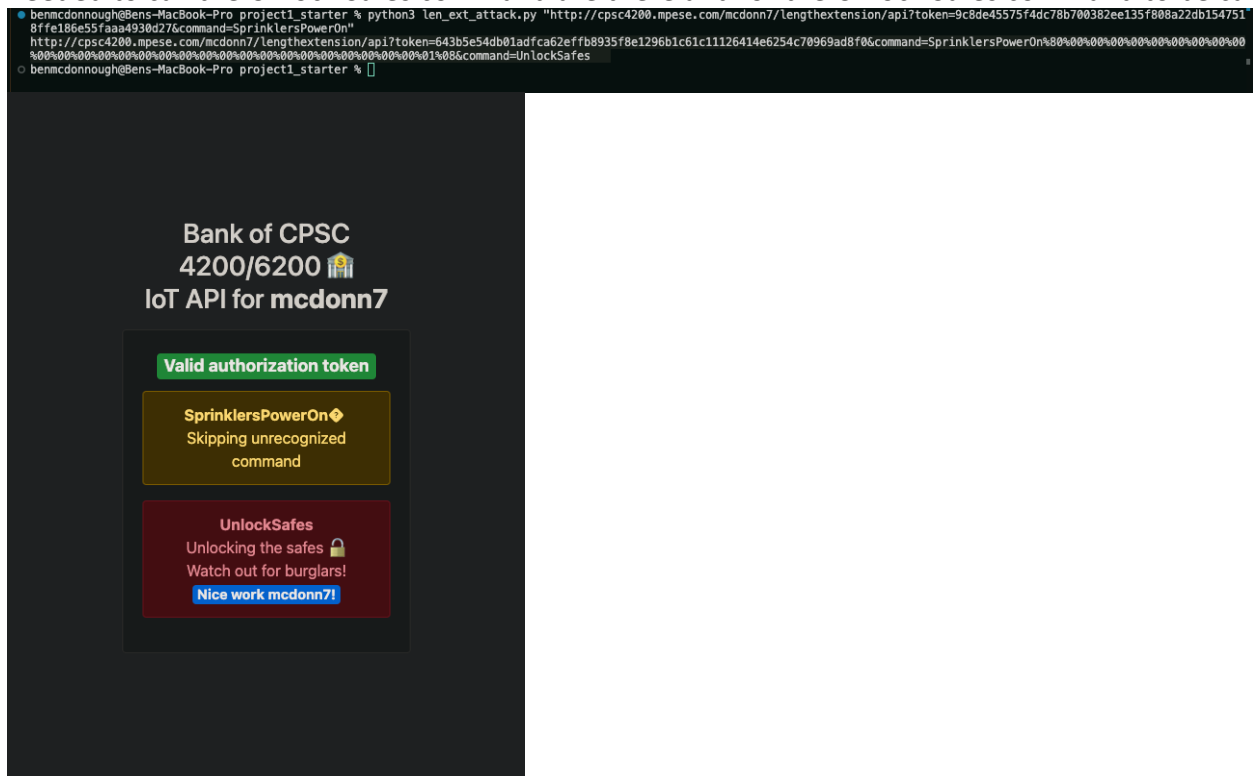 benmcdonnough@Bens-MacBook-Pro project1_starter % python3 len_ext_attack.py "http://cpsc4200.mpese.com/mcdonn7/lengthextension/api?token=9c8de45575f4dc78b700382ee135f808a22db154751
8ffe186e55faaa4930d27&command=SprinklersPowerOn"
http://cpsc4200.mpese.com/mcdonn7/lengthextension/api?token=643b5e54db01adfca62effb8935f8e1296b1c61c11126414e6254c70969ad8f0&command=SprinklersPowerOn%80%00%00%00%00%00%00%00%00%00
%00%00%00%00%00%00%00%00%00%00%00%00%00%00%00%00%00%00%00%01%08&command=UnlockSafes
benmcdonnough@Bens-MacBook-Pro project1_starter %
Bank of CPSC
4200/6200 🏦
IoT API for mcdonn7
Valid authorization token
SprinklersPowerOn�
Skipping unrecognized
command
UnlockSafes
Unlocking the safes 🔓
Watch out for burglars!
Nice work mcdonn7!